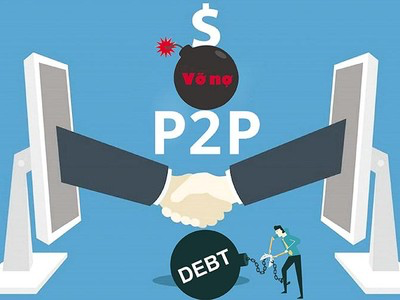 $
Vỡ nợ
P2P
DEBT